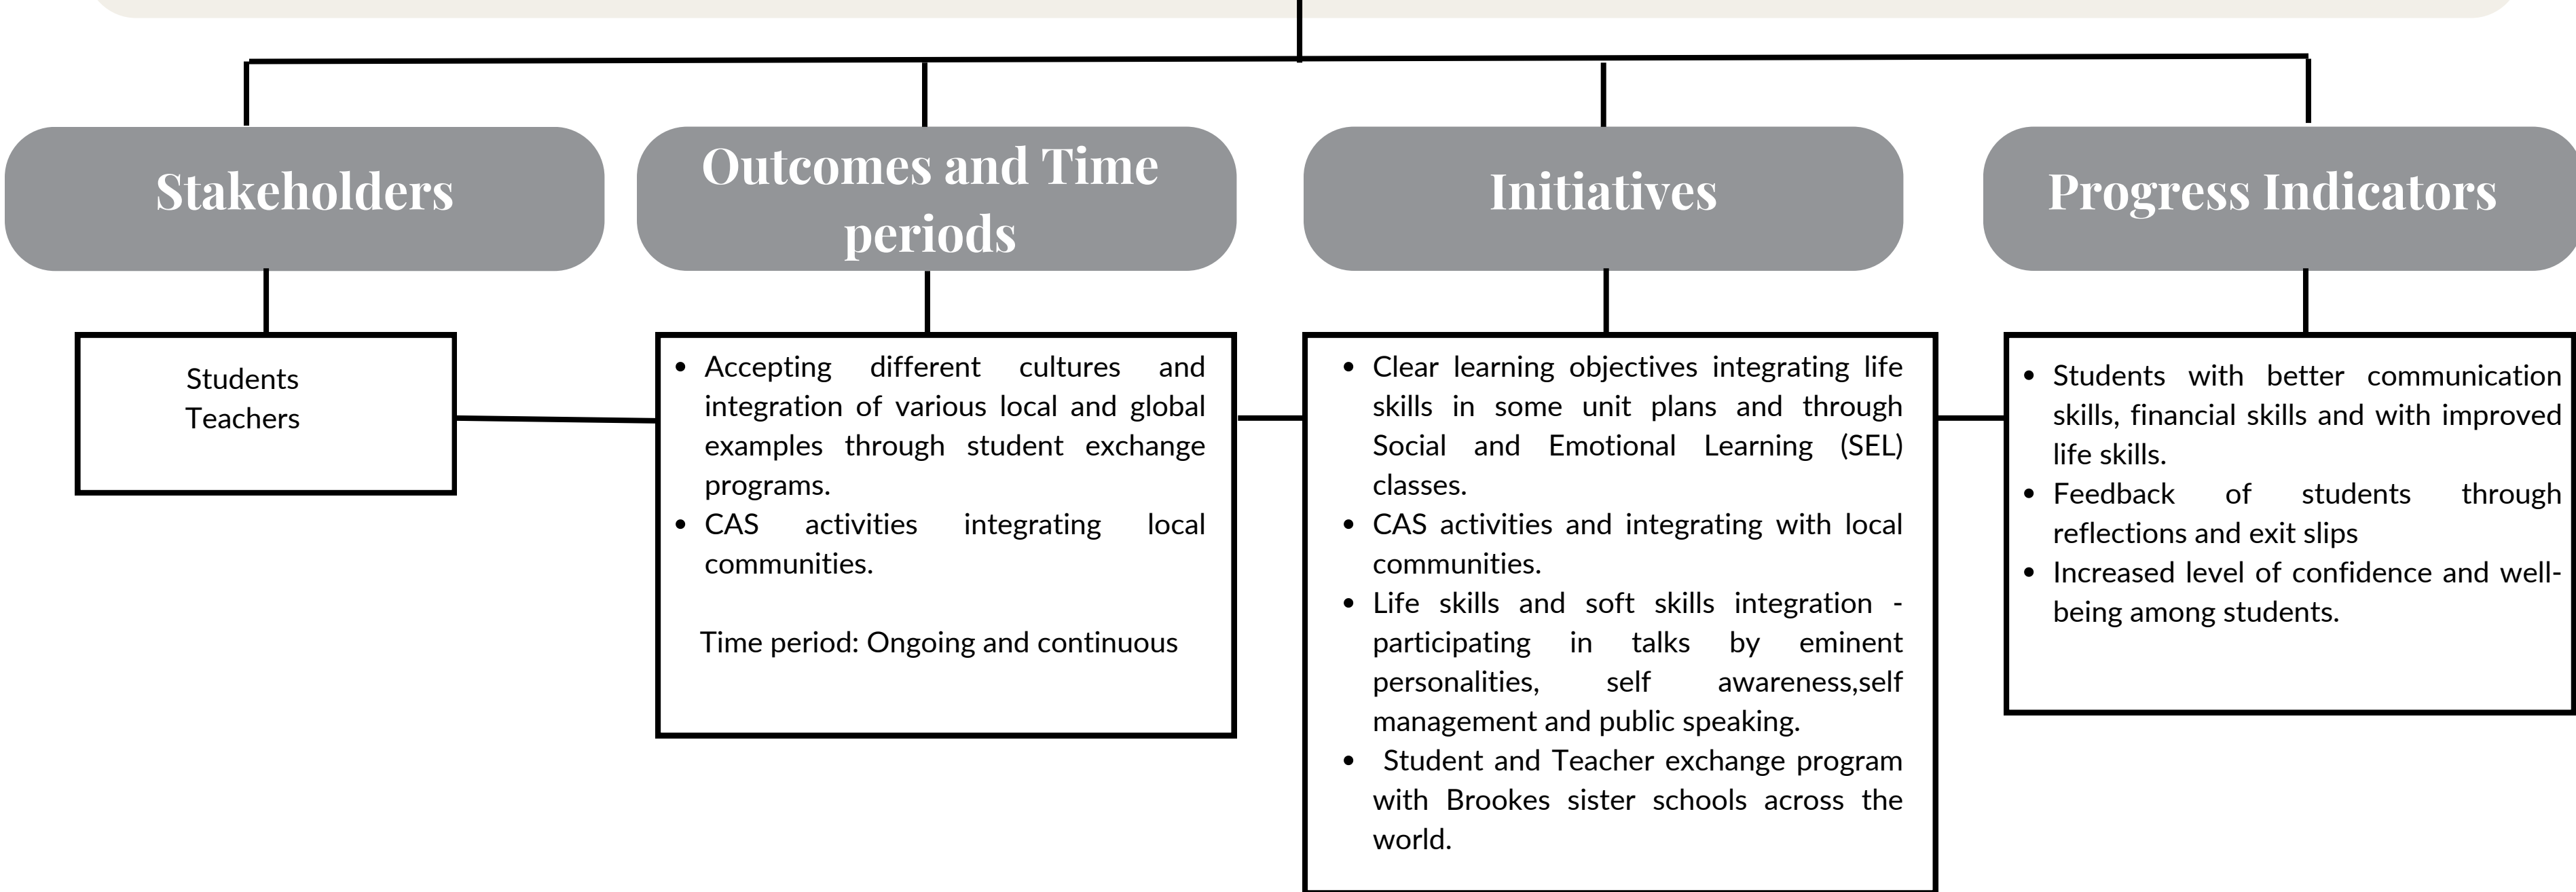 Stakeholders
Outcomes and Time
periods
Initiatives
Progress Indicators
Students
Teachers
• Accepting different cultures and
integration of various local and global
examples through student exchange
programs.
• CAS activities integrating local
communities.
Time period: Ongoing and continuous
• Clear learning objectives integrating life
skills in some unit plans and through
Social and Emotional Learning (SEL)
classes.
• CAS activities and integrating with local
communities.
• Life skills and soft skills integration -
participating in talks by eminent
personalities, self awareness,self
management and public speaking.
• Student and Teacher exchange program
with Brookes sister schools across the
world.
• Students with better communication
skills, financial skills and with improved
life skills.
• Feedback of students through
reflections and exit slips
• Increased level of confidence and well-
being among students.